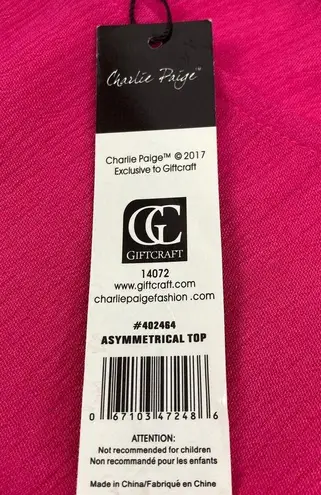 Charlie Paige™
Charlie Paige™ © 2017
Exclusive to Giftcraft
GC
GIFTCRAFT
14072
www.giftcraft.com
charliepaigefashion .com
#402464
ASYMMETRICAL TOP
0 67103 47248 6
ATTENTION:
Not recommended for children
Non recommandé pour les enfants
Made in China/Fabriqué en Chine